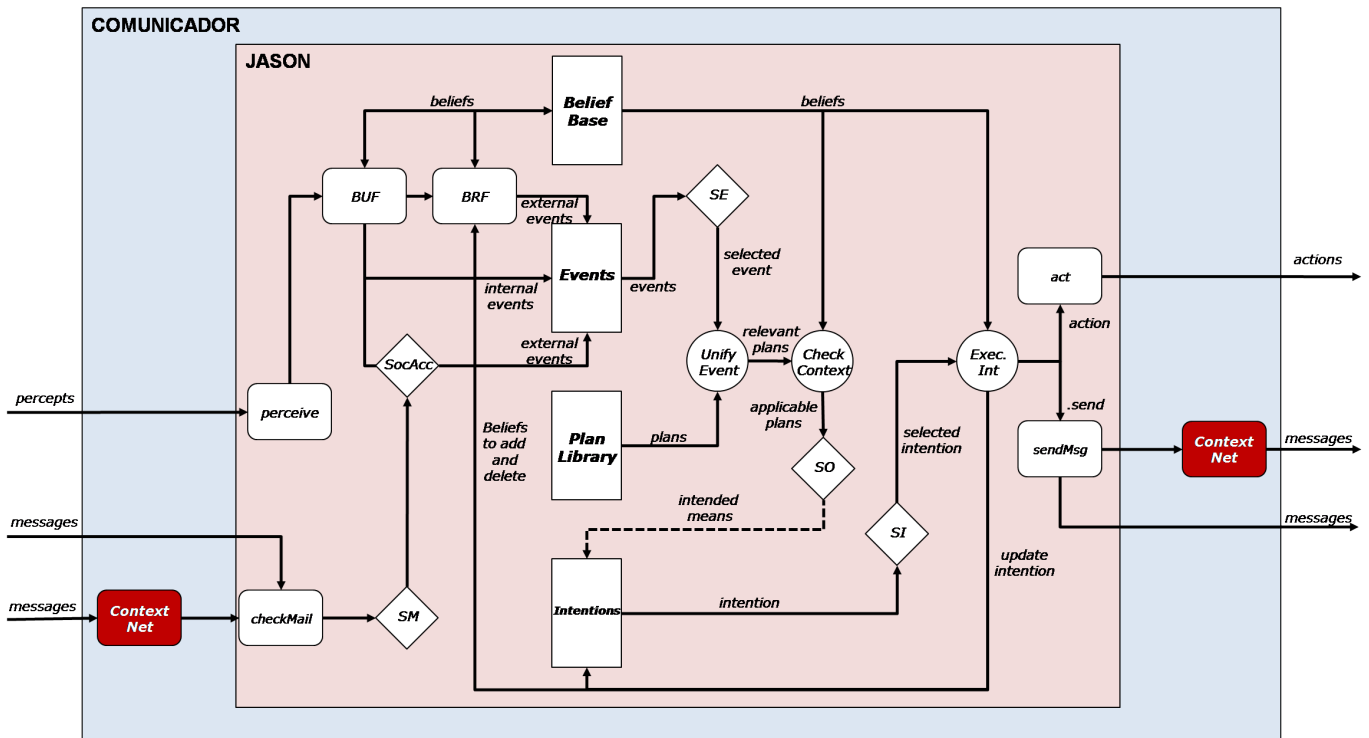 COMUNICADOR
JASON
beliefs
Belief
Base
beliefs
BUF
BRF
external
events
SE
Events
internal
events
events
selected
event
act
actions
action
external
events
SocAcc
Unify
Event
relevant
plans
Check
Context
Exec.
Int
percepts
perceive
Beliefs
to add
and
delete
Plan
Library
plans
applicable
plans
selected
intention
.send
sendMsg
Context
Net
messages
SO
intended
means
messages
SI
messages
update
intention
messages
Context
Net
checkMail
SM
Intentions
intention